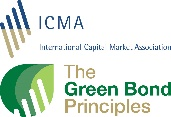 ICMA
International Capital Market Association
The
Green Bond
Principles